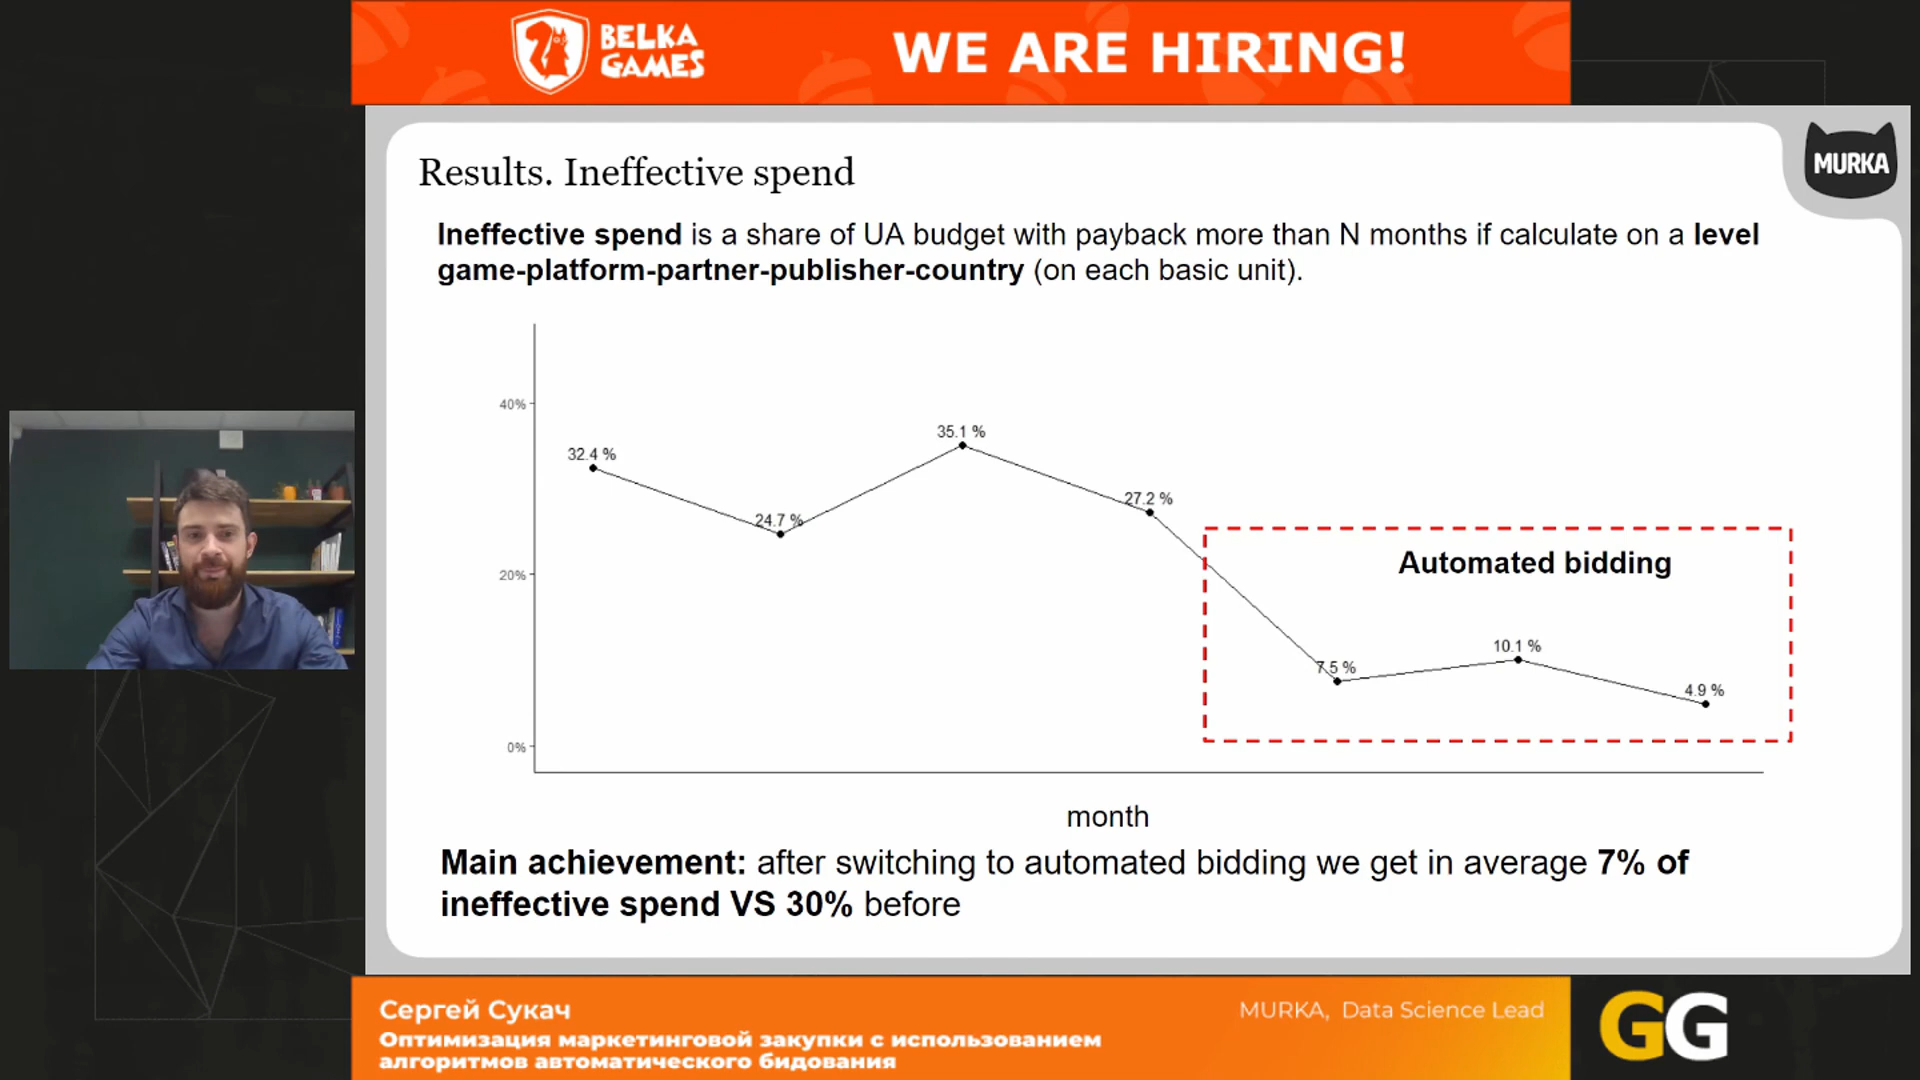 BELKA
GAMES
WE ARE HIRING!
MURKA
Results. Ineffective spend
Ineffective spend is a share of UA budget with payback more than N months if calculate on a level
game-platform-partner-publisher-country (on each basic unit).
40%
20%
0%
32.4 %
24.7 %
35.1 %
27.2 %
Automated bidding
7.5 %
10.1 %
4.9 %
month
Main achievement: after switching to automated bidding we get in average 7% of
ineffective spend VS 30% before
Сергей Сукач
MURKA, Data Science Lead
Оптимизация маркетинговой закупки с использованием
алгоритмов автоматического бидования
GG